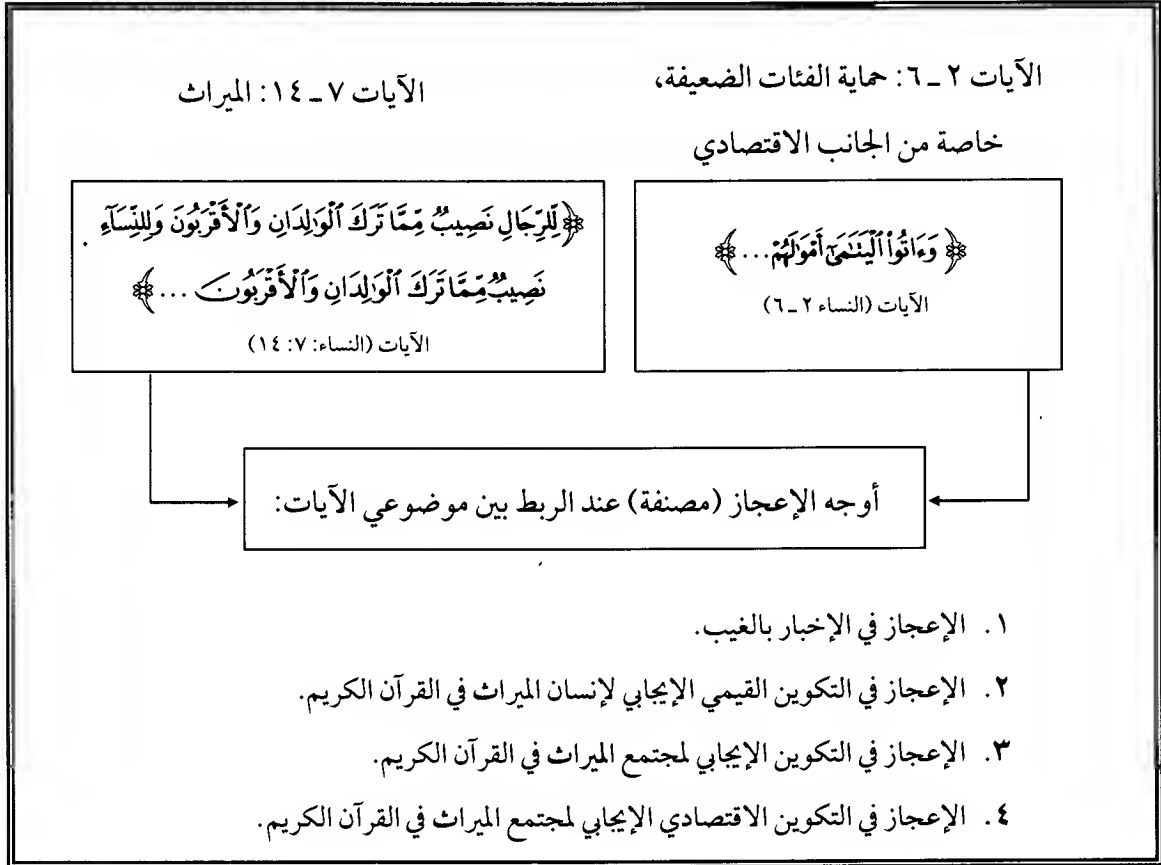 الآيات ٢ ـ ٦: حماية الفئات الضعيفة،
خاصة من الجانب الاقتصادي
﴿وَءَاتُوا۟ ٱلْيَتَٰمَىٰٓ أَمْوَٰلَهُمْ...﴾
الآيات (النساء ٢ ـ ٦)
الآيات ٧ ـ ١٤: الميراث
﴿لِّلرِّجَالِ نَصِيبٌ مِّمَّا تَرَكَ ٱلْوَٰلِدَانِ وَٱلْأَقْرَبُونَ وَلِلنِّسَآءِ
نَصِيبٌ مِّمَّا تَرَكَ ٱلْوَٰلِدَانِ وَٱلْأَقْرَبُونَ ...﴾
الآيات (النساء: ٧: ١٤)
أوجه الإعجاز (مصنفة) عند الربط بين موضوعي الآيات:
١. الإعجاز في الإخبار بالغيب.
٢. الإعجاز في التكوين القيمي الإيجابي لإنسان الميراث في القرآن الكريم.
٣. الإعجاز في التكوين الإيجابي لمجتمع الميراث في القرآن الكريم.
٤. الإعجاز في التكوين الاقتصادي الإيجابي لمجتمع الميراث في القرآن الكريم.